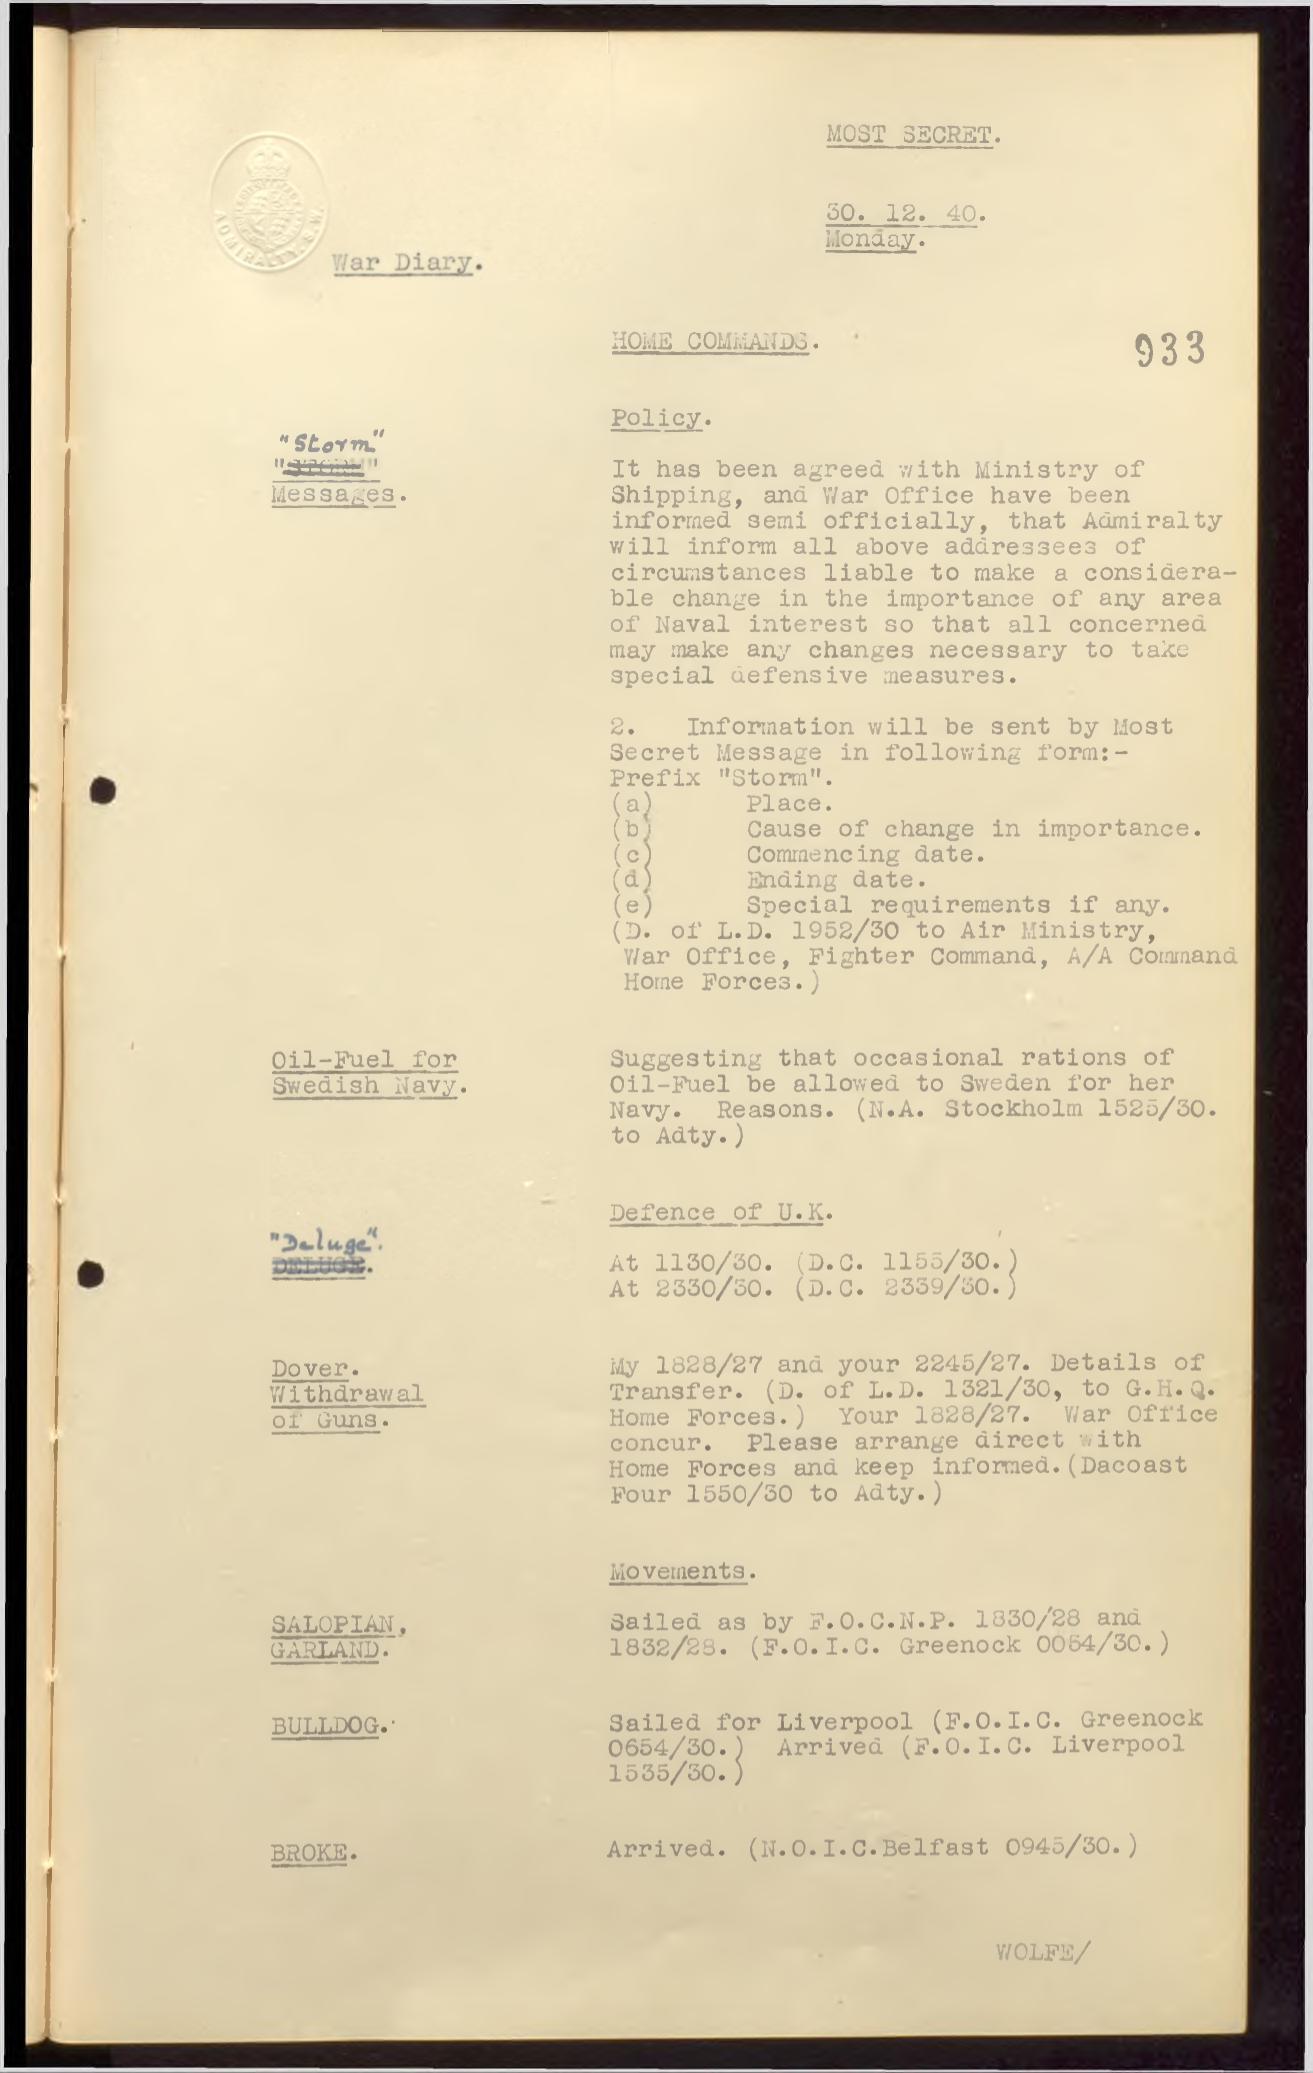 MOST SECRET.
30. 12. 40.
Monday.
ADMIRALTY. S.W.
War Diary.
HOME COMMANDS.
933
Policy.
"Storm"
"STORM"
Messages.
It has been agreed with Ministry of
Shipping, and War Office have been
informed semi officially, that Admiralty
will inform all above addressees of
circumstances liable to make a considera-
ble change in the importance of any area
of Naval interest so that all concerned
may make any changes necessary to take
special defensive measures.
2. Information will be sent by Most
Secret Message in following form:-
Prefix "Storm".
(a) Place.
(b) Cause of change in importance.
(c) Commencing date.
(d) Ending date.
(e) Special requirements if any.
(D. of L.D. 1952/30 to Air Ministry,
War Office, Fighter Command, A/A Command
Home Forces.)
Oil-Fuel for
Swedish Navy.
Suggesting that occasional rations of
Oil-Fuel be allowed to Sweden for her
Navy. Reasons. (N.A. Stockholm 1525/30.
to Adty.)
Defence of U.K.
"Deluge".
DELUGE.
At 1130/30. (D.C. 1155/30.)
At 2330/30. (D.C. 2339/30.)
Dover.
Withdrawal
of Guns.
My 1828/27 and your 2245/27. Details of
Transfer. (D. of L.D. 1321/30, to G.H.Q.
Home Forces.) Your 1828/27. War Office
concur. Please arrange direct with
Home Forces and keep informed.(Dacoast
Four 1550/30 to Adty.)
Movements.
SALOPIAN,
GARLAND.
Sailed as by F.O.C.N.P. 1830/28 and
1832/28. (F.O.I.C. Greenock 0054/30.)
BULLDOG.
Sailed for Liverpool (F.O.I.C. Greenock
0654/30.) Arrived (F.O.I.C. Liverpool
1535/30.)
BROKE.
Arrived. (N.O.I.C.Belfast 0945/30.)
WOLFE/